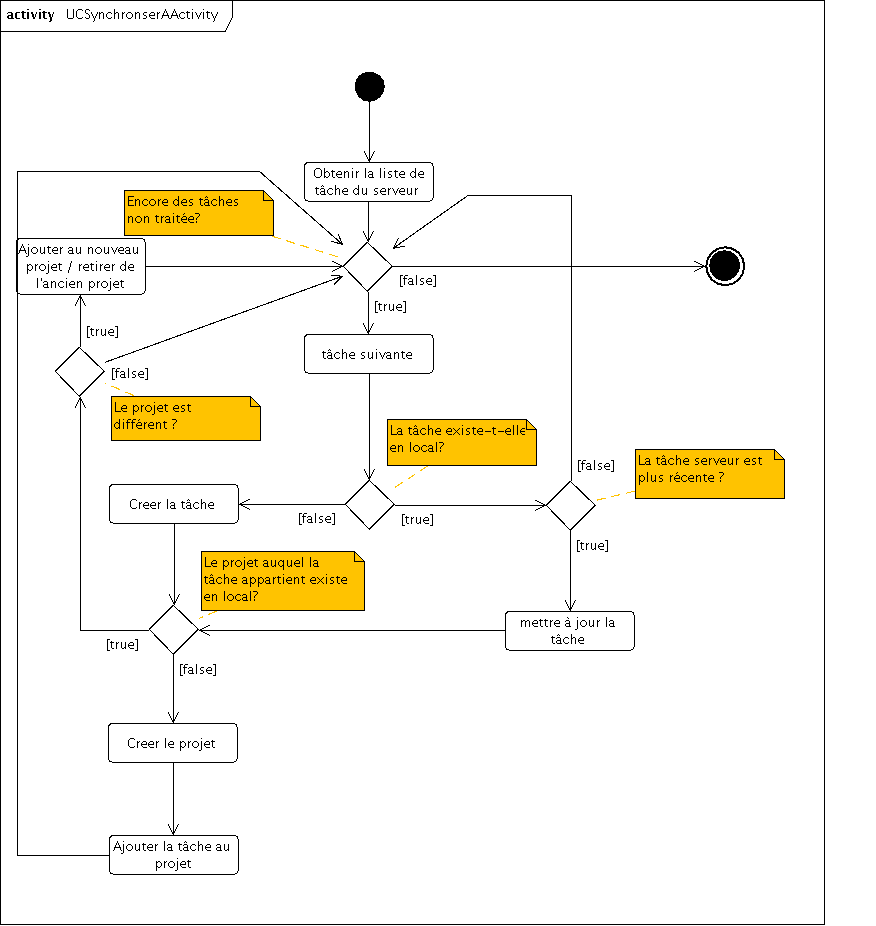 activity UCSynchronserAActivity
Obtenir la liste de
tâche du serveur
Encore des tâches
non traitée?
Ajouter au nouveau
projet / retirer de
l'ancien projet
[false]
[true]
[true]
tâche suivante
[false]
Le projet est
différent ?
La tâche existe-t-elle
en local?
La tâche serveur est
plus récente ?
[false]
Creer la tâche
[false]
[true]
[true]
Le projet auquel la
tâche appartient existe
en local?
mettre à jour la
tâche
[true]
[false]
Creer le projet
Ajouter la tâche au
projet